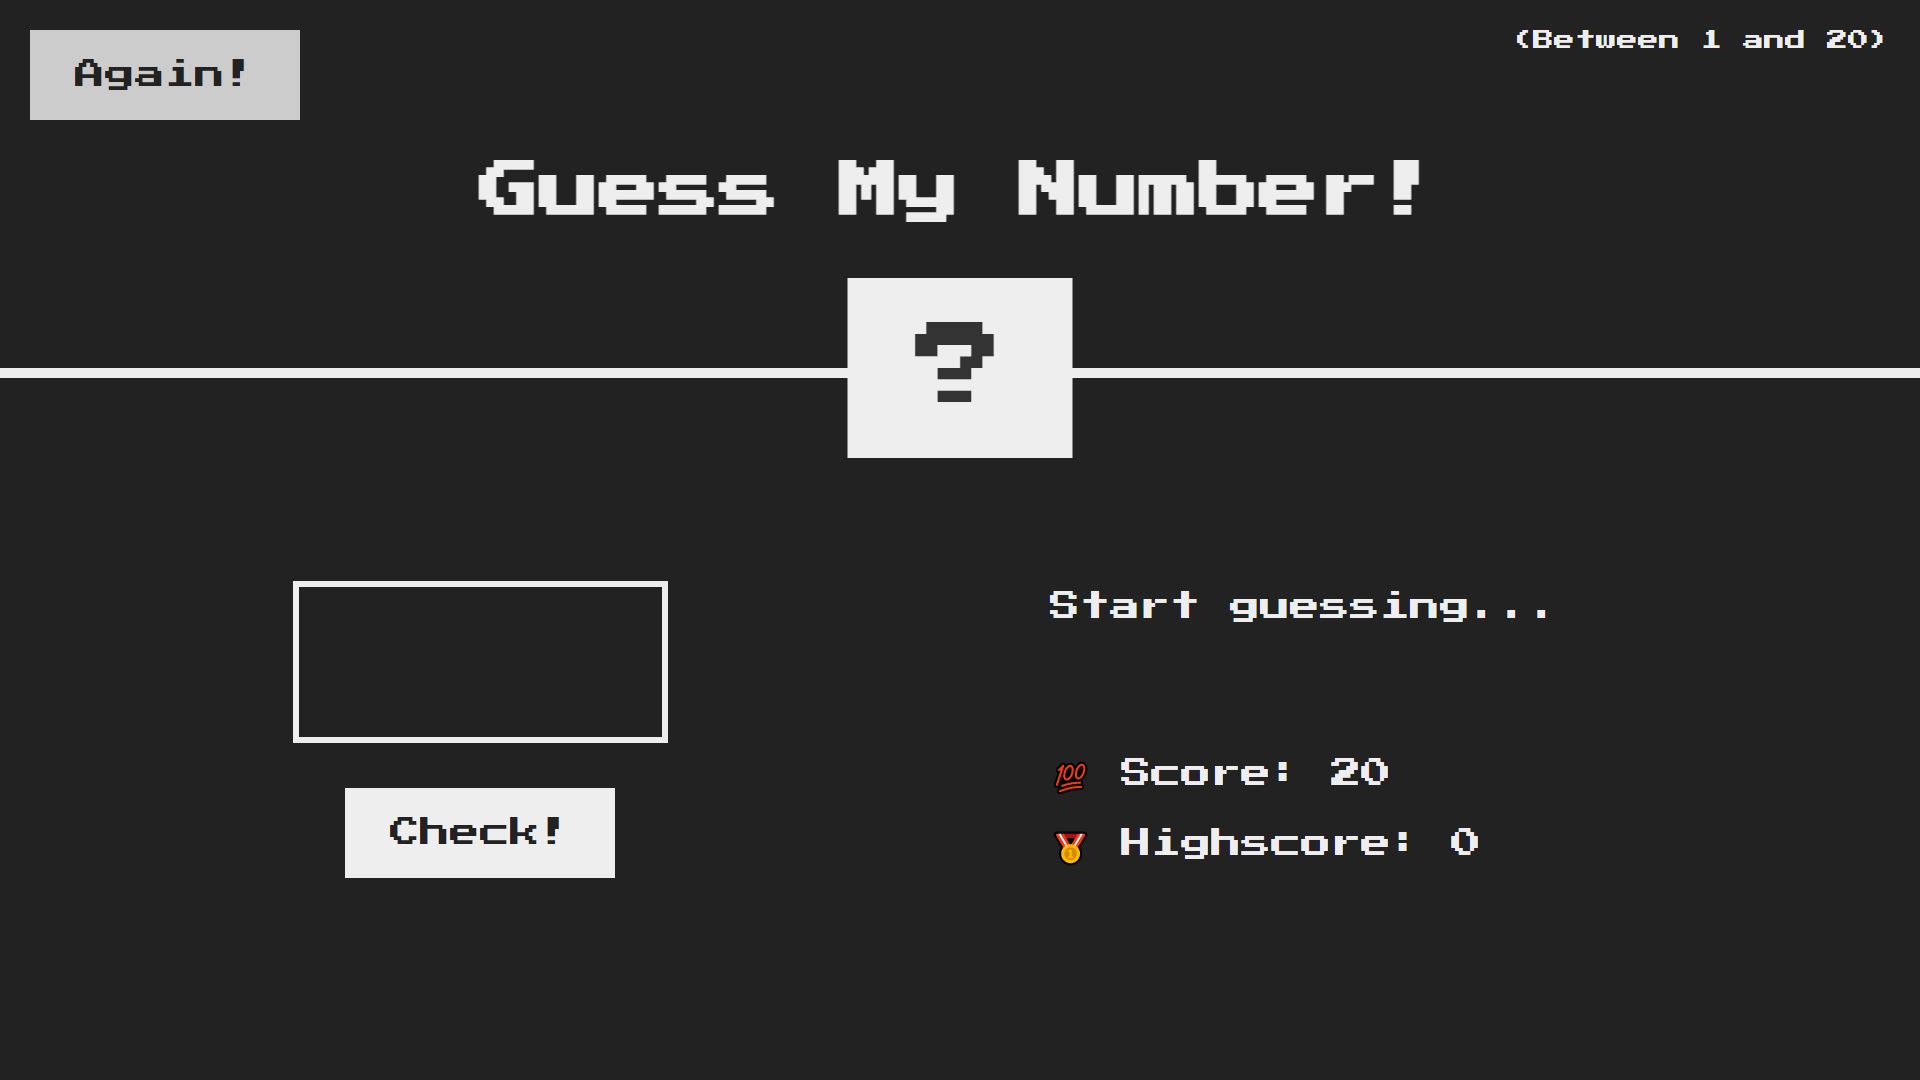 Again!
(Between 1 and 20)
Guess My Number!
?
Start guessing...
💯 Score: 20
Check!
🥇 Highscore: 0